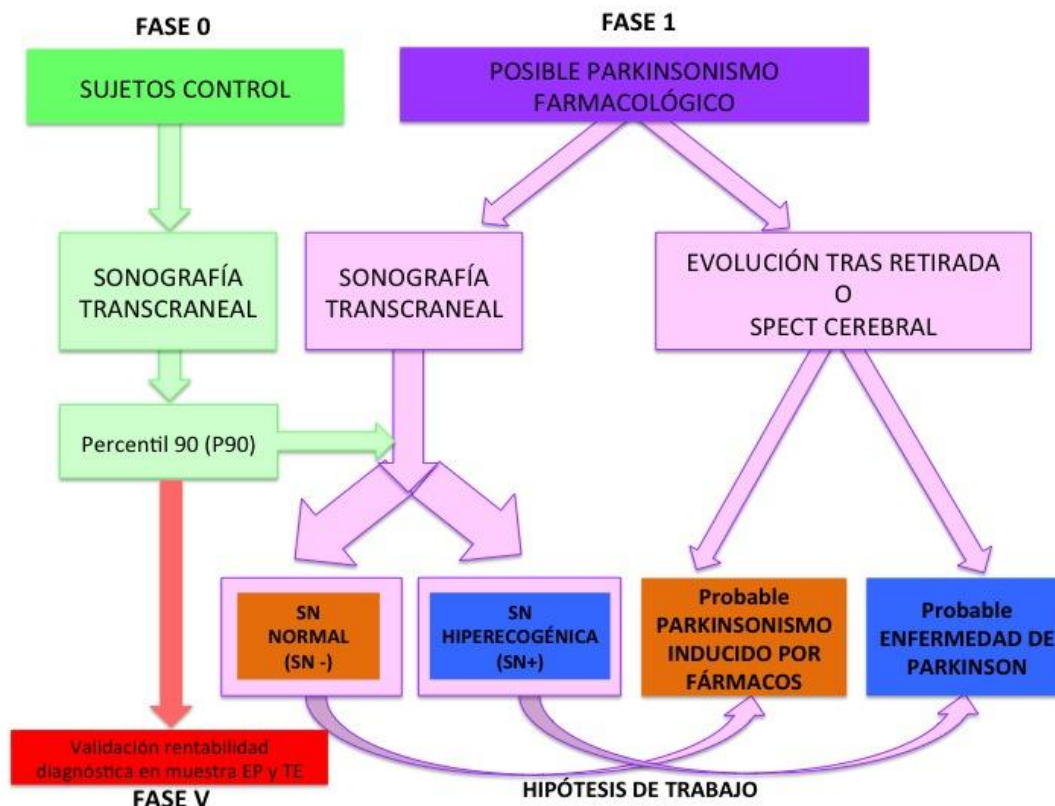 FASE 0
FASE 1
SUJETOS CONTROL
POSIBLE PARKINSONISMO
FARMACOLÓGICO
SONOGRAFÍA
TRANSCRANEAL
SONOGRAFÍA
TRANSCRANEAL
EVOLUCIÓN TRAS RETIRADA
O
SPECT CEREBRAL
Percentil 90 (P90)
SN
NORMAL
(SN -)
SN
HIPERECOGÉNICA
(SN+)
Probable
PARKINSONISMO
INDUCIDO POR
FÁRMACOS
Probable
ENFERMEDAD DE
PARKINSON
Validación rentabilidad
diagnóstica en muestra EP y TE
FASE V
HIPÓTESIS DE TRABAJO